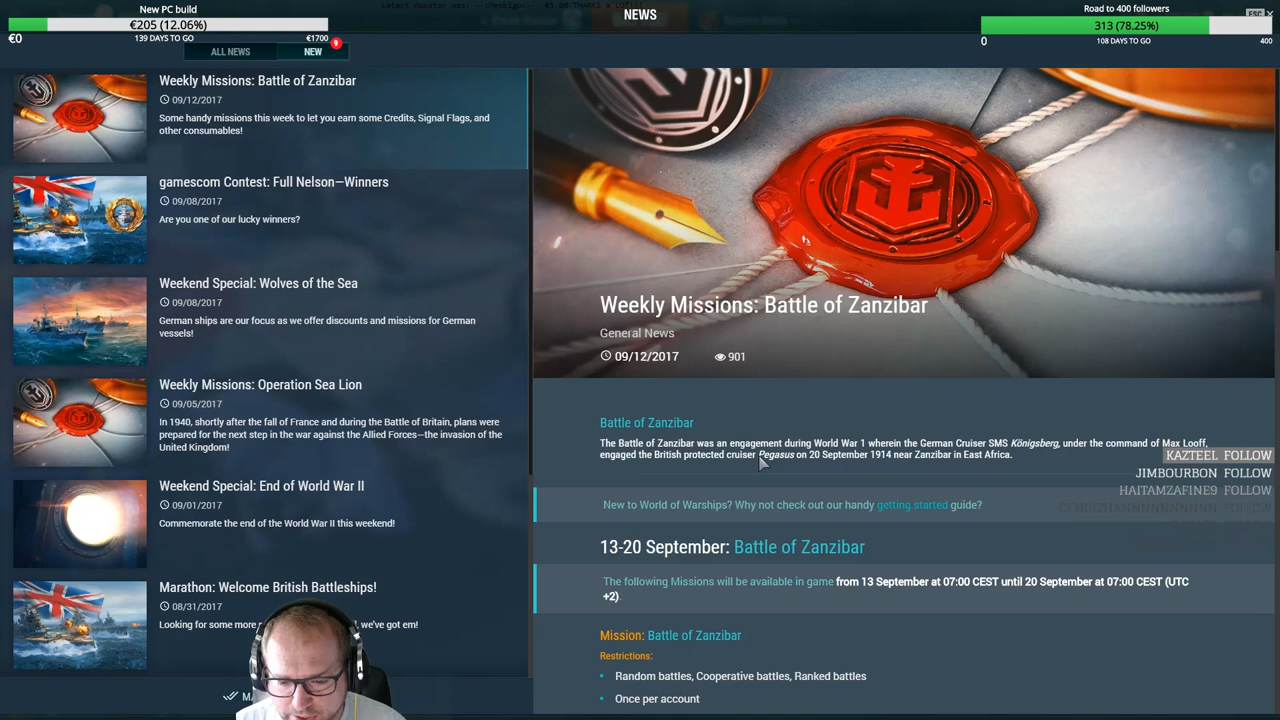 New PC build
€205 (12.06%)
€0
139 DAYS TO GO
€1700
NEWS
ESC
Road to 400 followers
313 (78.25%)
0
108 DAYS TO GO
400
ALL NEWS
NEW
9
Weekly Missions: Battle of Zanzibar
09/12/2017
Some handy missions this week to let you earn some Credits, Signal Flags, and
other consumables!
gamescom Contest: Full Nelson—Winners
09/08/2017
Are you one of our lucky winners?
Weekend Special: Wolves of the Sea
09/08/2017
German ships are our focus as we offer discounts and missions for German
vessels!
Weekly Missions: Operation Sea Lion
09/05/2017
In 1940, shortly after the fall of France and during the Battle of Britain, plans were
prepared for the next step in the war against the Allied Forces—the invasion of the
United Kingdom!
Weekend Special: End of World War II
09/01/2017
Commemorate the end of the World War II this weekend!
Marathon: Welcome British Battleships!
08/31/2017
Looking for some more we've got em!
Weekly Missions: Battle of Zanzibar
General News
09/12/2017
901
Battle of Zanzibar
The Battle of Zanzibar was an engagement during World War 1 wherein the German Cruiser SMS Königsberg, under the command of Max Looff,
engaged the British protected cruiser Pegasus on 20 September 1914 near Zanzibar in East Africa.
KAZTEEL FOLLOW
JIMBOURBON FOLLOW
HAITAMZAFINE9 FOLLOW
FOLLOW
New to World of Warships? Why not check out our handy getting started guide?
13-20 September: Battle of Zanzibar
The following Missions will be available in game from 13 September at 07:00 CEST until 20 September at 07:00 CEST (UTC
+2).
Mission: Battle of Zanzibar
Restrictions:
Random battles, Cooperative battles, Ranked battles
Once per account